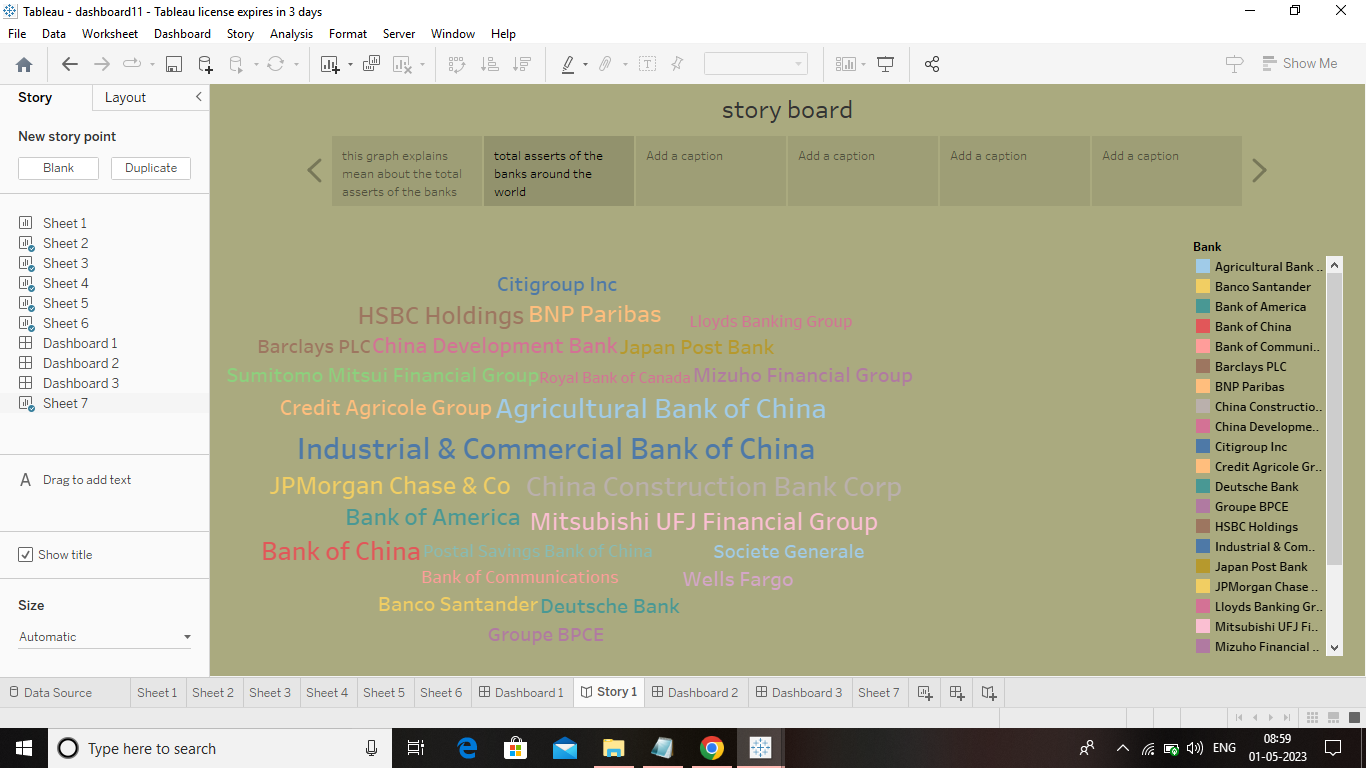 Tableau - dashboard11 - Tableau license expires in 3 days
File Data Worksheet Dashboard Story Analysis Format Server Window Help
Show Me
Story Layout
New story point
Blank Duplicate
Sheet 1
Sheet 2
Sheet 3
Sheet 4
Sheet 5
Sheet 6
Dashboard 1
Dashboard 2
Dashboard 3
Sheet 7
A Drag to add text
Show title
Size
Automatic
story board
this graph explains
mean about the total
asserts of the banks
total asserts of the
banks around the
world
Add a caption
Add a caption
Add a caption
Add a caption
Citigroup Inc
HSBC Holdings BNP Paribas Lloyds Banking Group
Barclays PLC China Development Bank Japan Post Bank
Sumitomo Mitsui Financial Group Royal Bank of Canada Mizuho Financial Group
Credit Agricole Group Agricultural Bank of China
Industrial & Commercial Bank of China
JPMorgan Chase & Co China Construction Bank Corp
Bank of America Mitsubishi UFJ Financial Group
Bank of China Postal Savings Bank of China Societe Generale
Bank of Communications Wells Fargo
Banco Santander Deutsche Bank
Groupe BPCE
Bank
Agricultural Bank ..
Banco Santander
Bank of America
Bank of China
Bank of Communi..
Barclays PLC
BNP Paribas
China Constructio..
China Developme..
Citigroup Inc
Credit Agricole Gr..
Deutsche Bank
Groupe BPCE
HSBC Holdings
Industrial & Com..
Japan Post Bank
JPMorgan Chase ..
Lloyds Banking Gr..
Mitsubishi UFJ Fi..
Mizuho Financial ..
Data Source Sheet 1 Sheet 2 Sheet 3 Sheet 4 Sheet 5 Sheet 6 Dashboard 1 Story 1 Dashboard 2 Dashboard 3 Sheet 7
Type here to search
ENG
08:59
01-05-2023